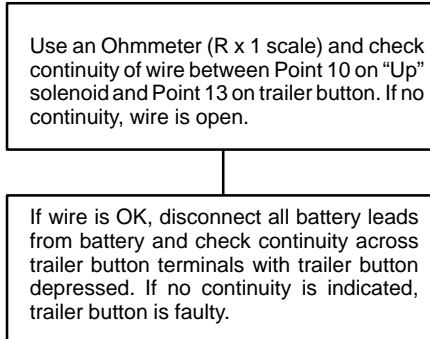 Use an Ohmmeter (R x 1 scale) and check
continuity of wire between Point 10 on “Up”
solenoid and Point 13 on trailer button. If no
continuity, wire is open.
If wire is OK, disconnect all battery leads
from battery and check continuity across
trailer button terminals with trailer button
depressed. If no continuity is indicated,
trailer button is faulty.